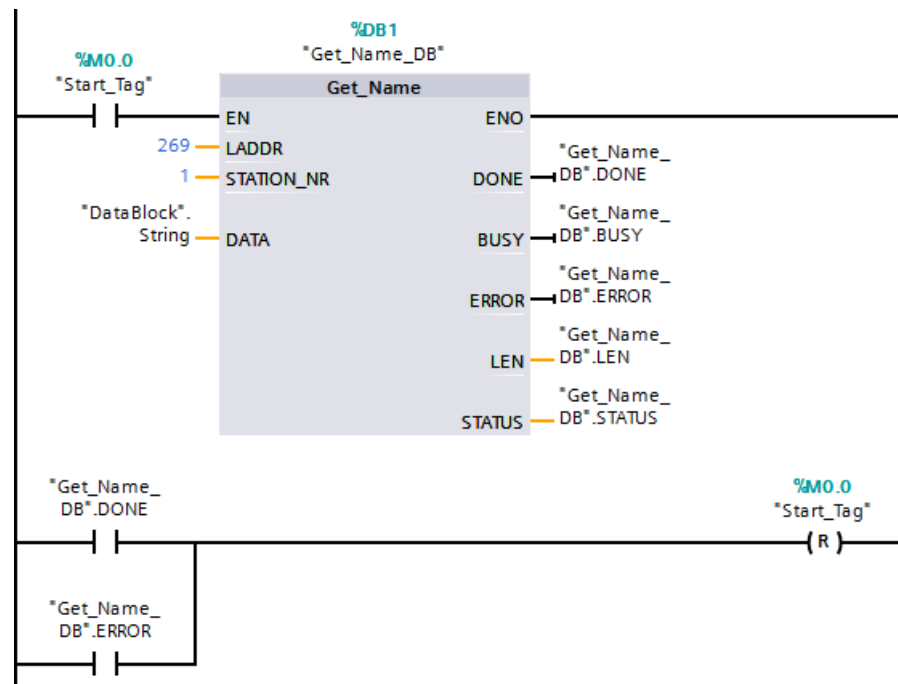 %DB1
"Get_Name_DB"
%M0.0
"Start_Tag"
Get_Name
EN
ENO
269
LADDR
1
STATION_NR
DONE
"Get_Name_
DB".DONE
"DataBlock".
String
DATA
BUSY
"Get_Name_
DB".BUSY
ERROR
"Get_Name_
DB".ERROR
LEN
"Get_Name_
DB".LEN
STATUS
"Get_Name_
DB".STATUS
"Get_Name_
DB".DONE
%M0.0
"Start_Tag"
R
"Get_Name_
DB".ERROR